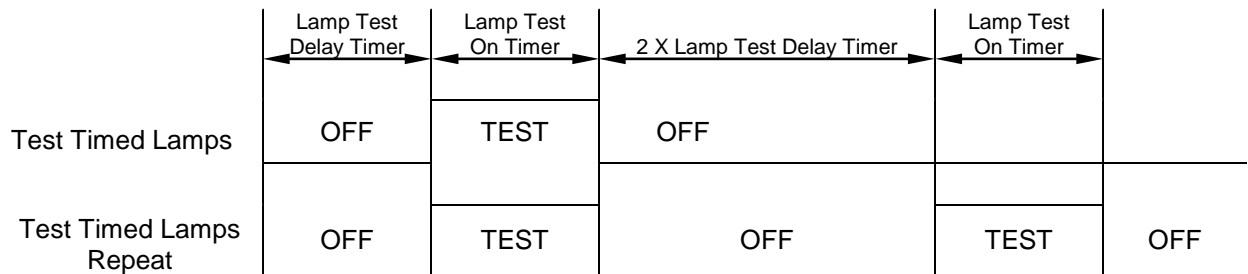 Lamp Test
Delay Timer
Lamp Test
On Timer
2 X Lamp Test Delay Timer
Lamp Test
On Timer
Test Timed Lamps
OFF
TEST
OFF
Test Timed Lamps
Repeat
OFF
TEST
OFF
TEST
OFF